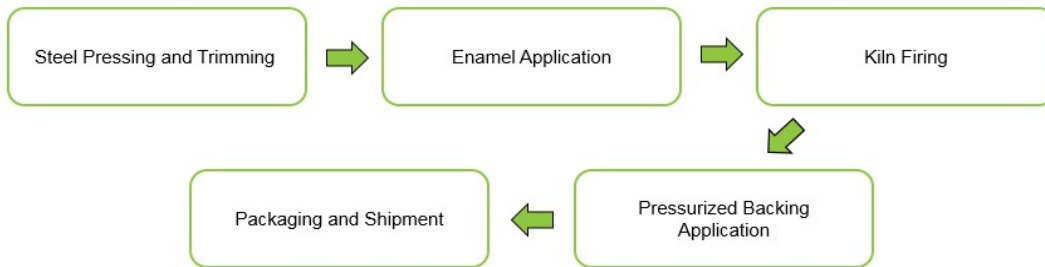 Steel Pressing and Trimming
Enamel Application
Kiln Firing
Pressurized Backing
Application
Packaging and Shipment